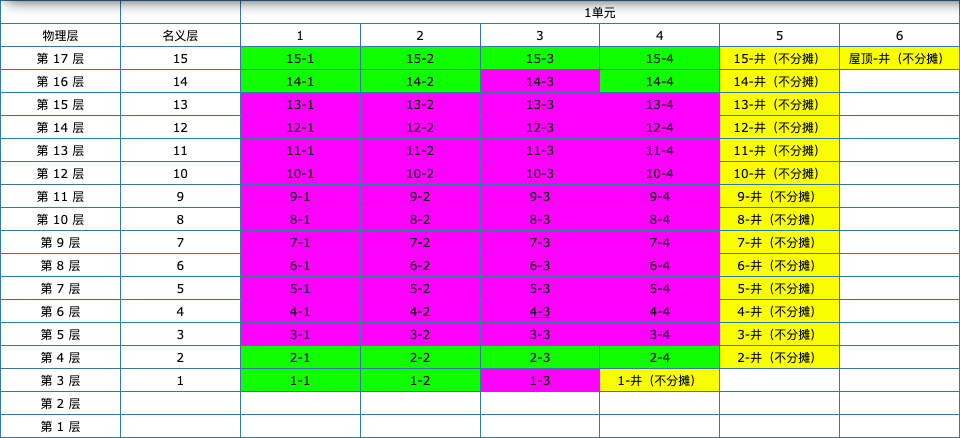 1单元
物理层 名义层 1 2 3 4 5 6
第 17 层 15 15-1 15-2 15-3 15-4 15-井（不分摊） 屋顶-井（不分摊）
第 16 层 14 14-1 14-2 14-3 14-4 14-井（不分摊）
第 15 层 13 13-1 13-2 13-3 13-4 13-井（不分摊）
第 14 层 12 12-1 12-2 12-3 12-4 12-井（不分摊）
第 13 层 11 11-1 11-2 11-3 11-4 11-井（不分摊）
第 12 层 10 10-1 10-2 10-3 10-4 10-井（不分摊）
第 11 层 9 9-1 9-2 9-3 9-4 9-井（不分摊）
第 10 层 8 8-1 8-2 8-3 8-4 8-井（不分摊）
第 9 层 7 7-1 7-2 7-3 7-4 7-井（不分摊）
第 8 层 6 6-1 6-2 6-3 6-4 6-井（不分摊）
第 7 层 5 5-1 5-2 5-3 5-4 5-井（不分摊）
第 6 层 4 4-1 4-2 4-3 4-4 4-井（不分摊）
第 5 层 3 3-1 3-2 3-3 3-4 3-井（不分摊）
第 4 层 2 2-1 2-2 2-3 2-4 2-井（不分摊）
第 3 层 1 1-1 1-2 1-3 1-井（不分摊）
第 2 层
第 1 层